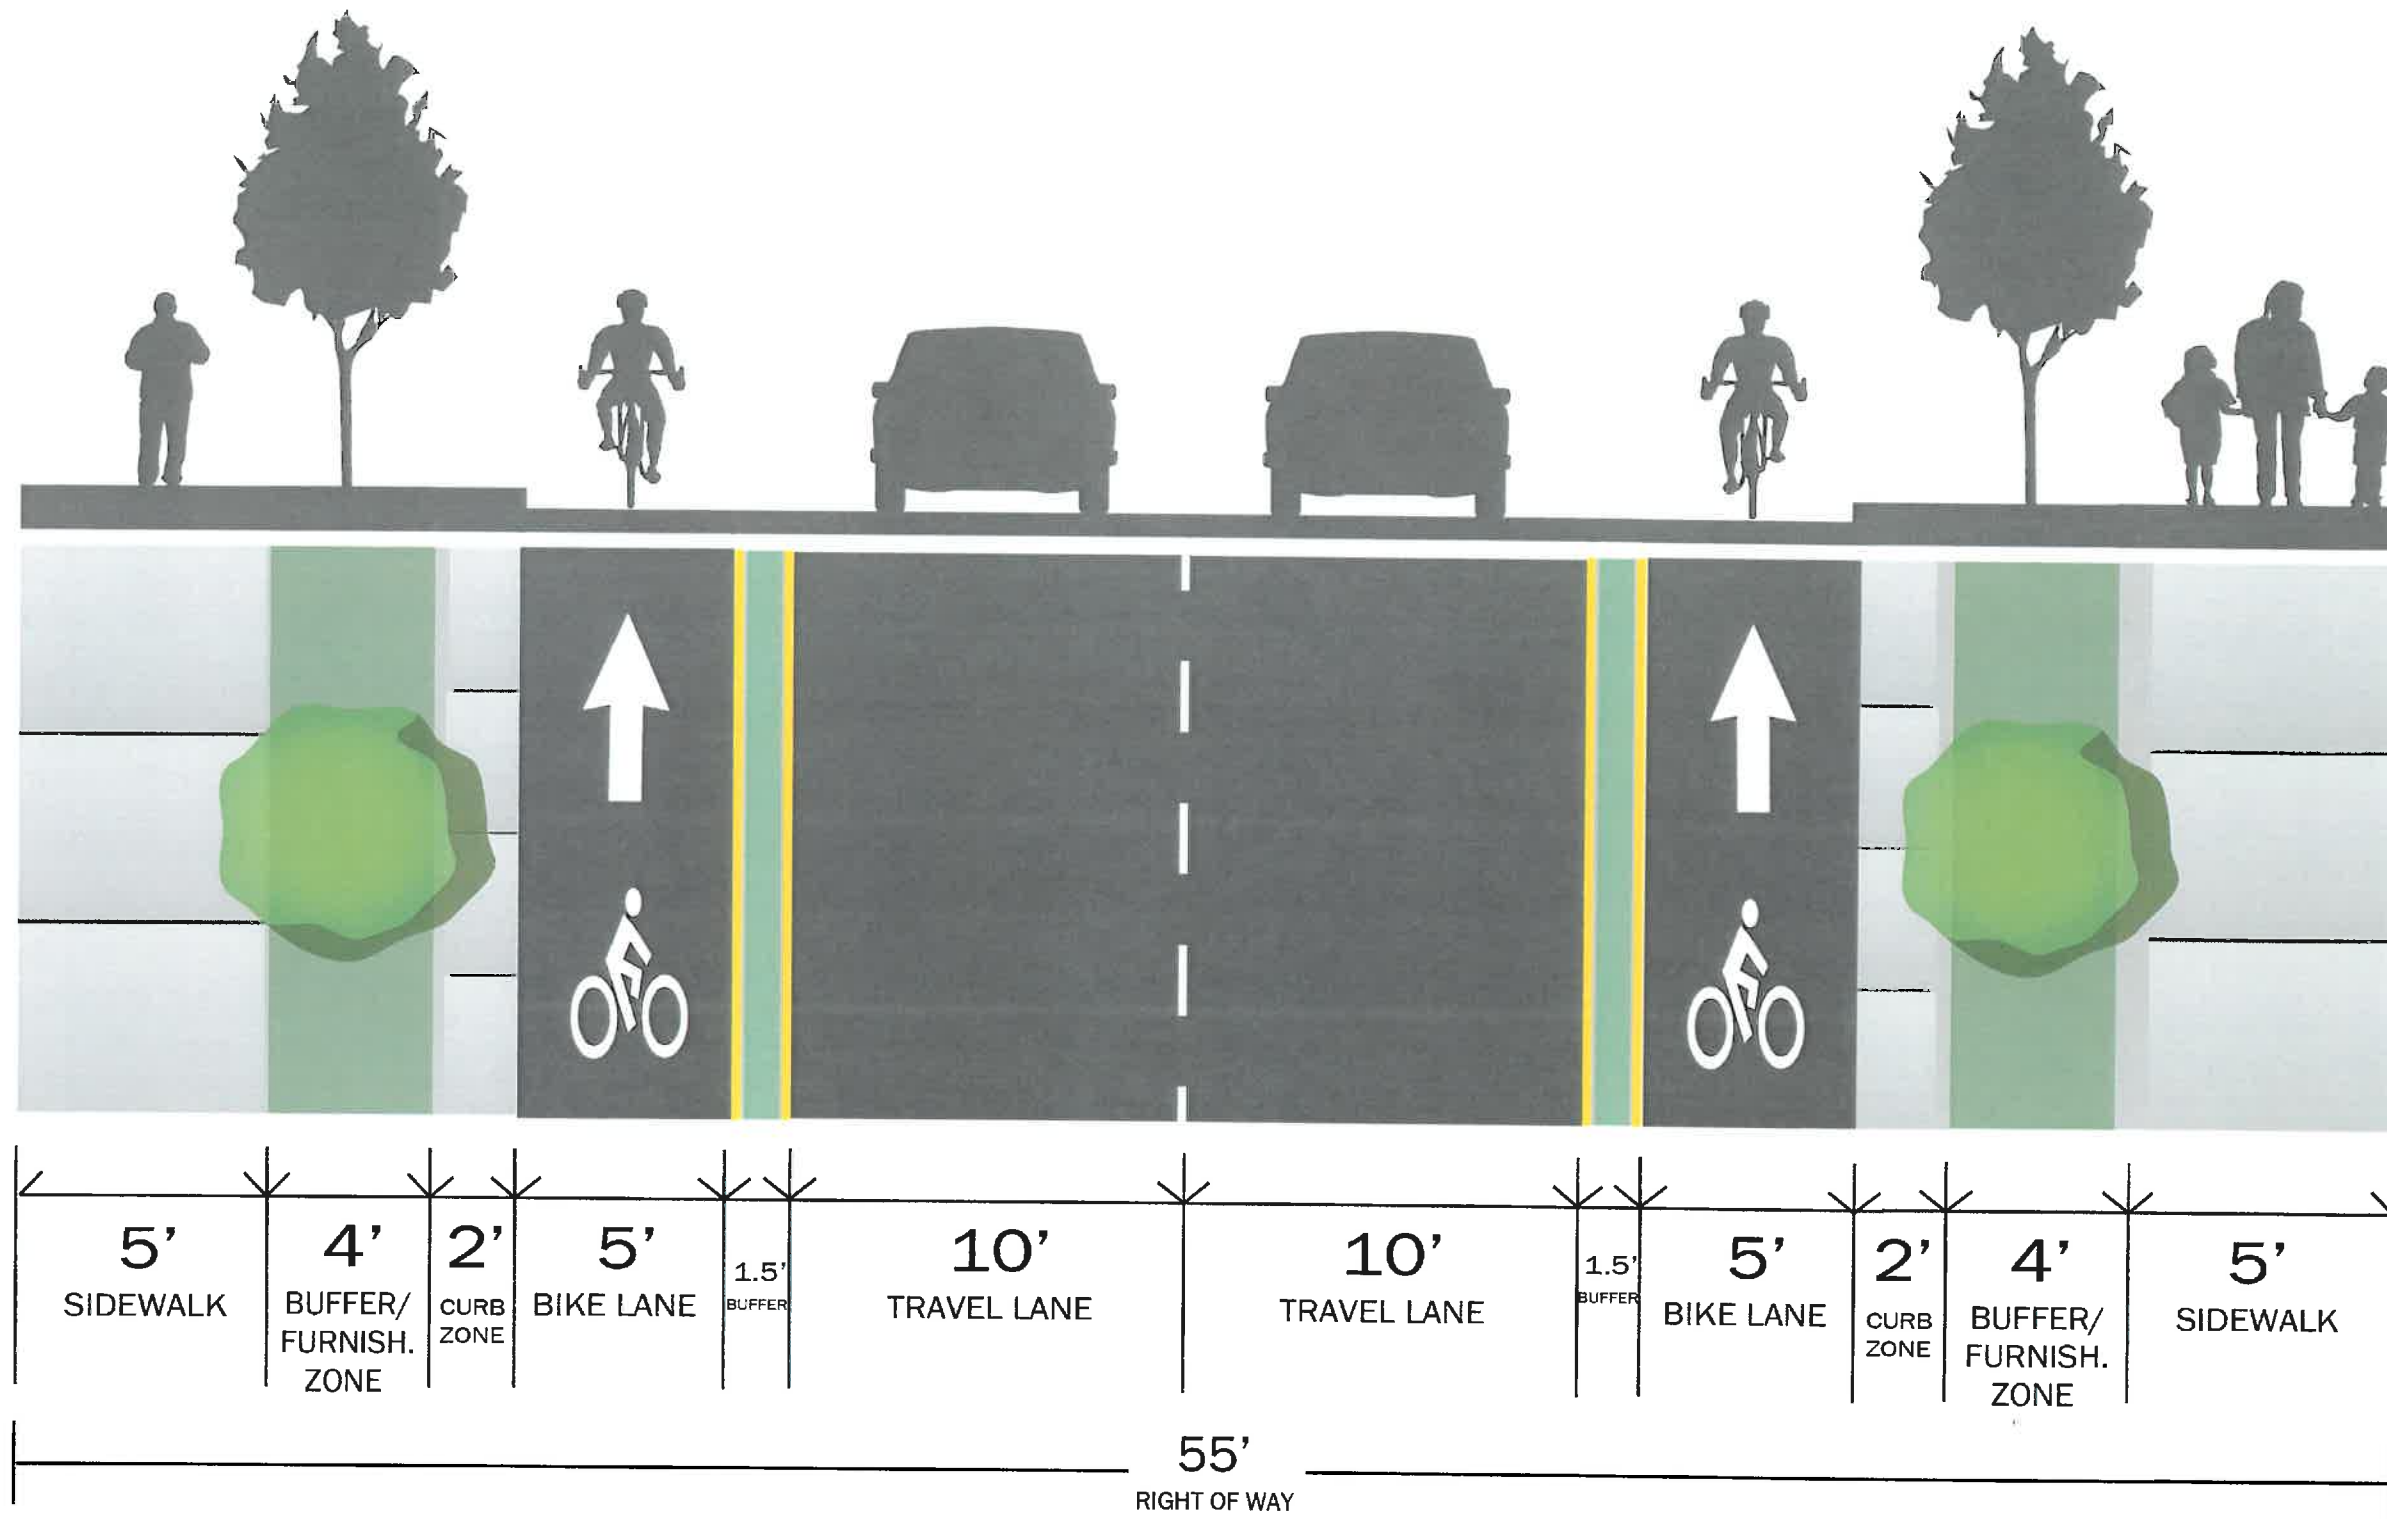 5' 4' 2' 5' 1.5' 10' 10' 1.5' 5' 2' 4' 5'
SIDEWALK
BUFFER/
FURNISH.
ZONE
CURB
ZONE
BIKE LANE
BUFFER
TRAVEL LANE
TRAVEL LANE
BUFFER
BIKE LANE
CURB
ZONE
BUFFER/
FURNISH.
ZONE
SIDEWALK
55'
RIGHT OF WAY